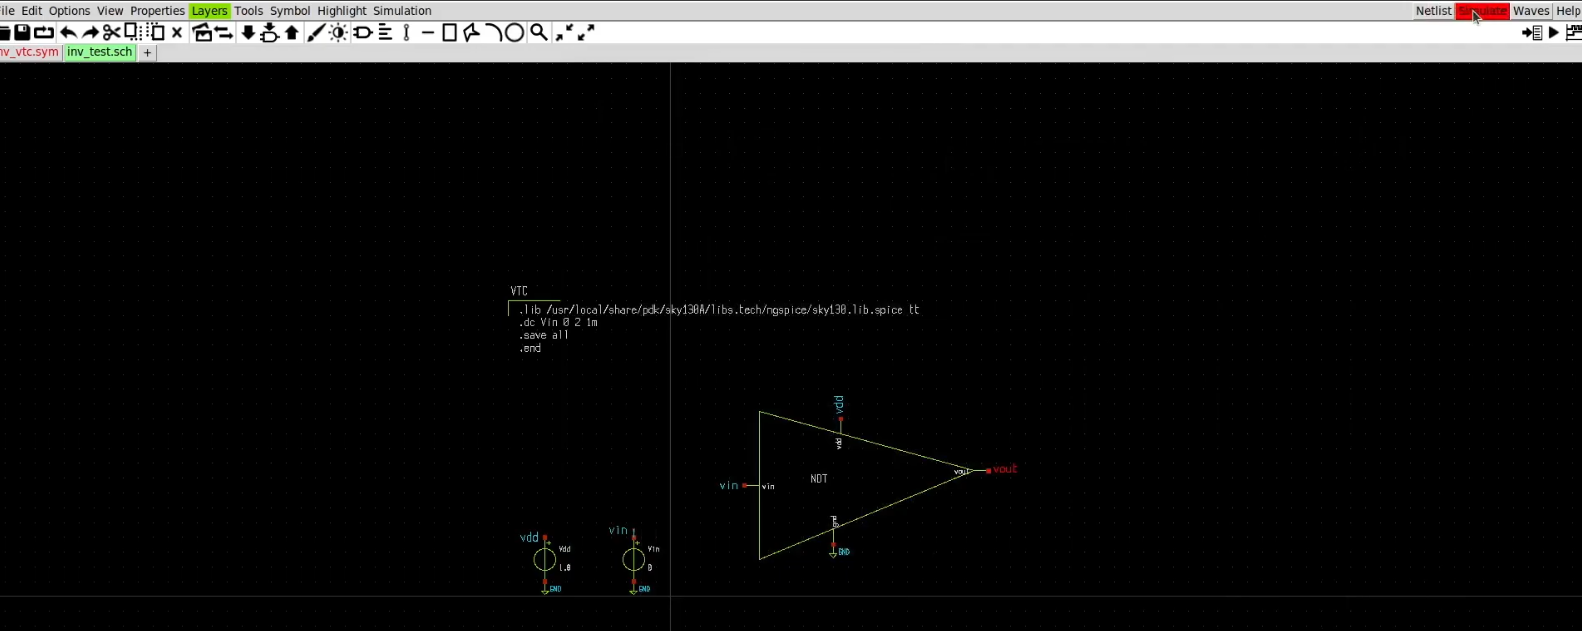 ile Edit Options View Properties Layers Tools Symbol Highlight Simulation Netlist Simulate Waves Help
nv_vtc.sym inv_test.sch +
VTC
.lib /usr/local/share/pdk/sky130A/libs.tech/ngspice/sky130.lib.spice tt
.dc Vin 0 2 1m
.save all
.end
vdd
vdd
vout vout
NOT
vin vin
gnd
GND
vdd
Vdd
1.8
GND
vin
Vin
0
GND